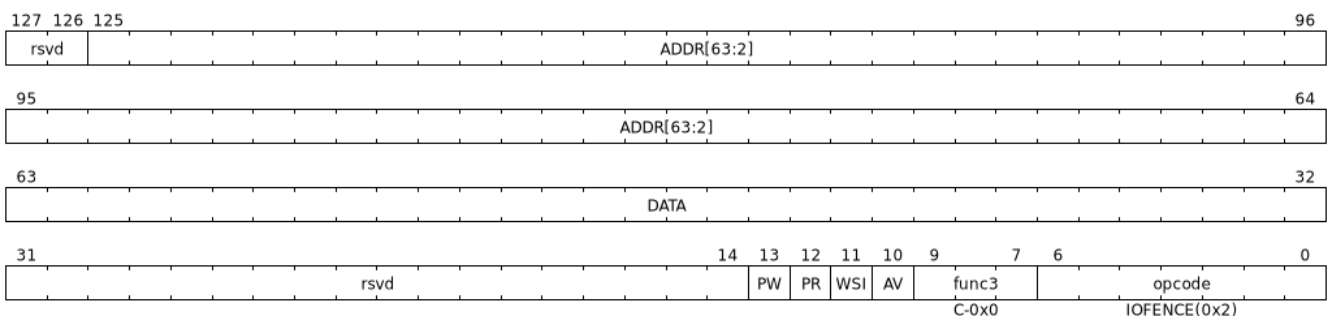 127 126 125 96
rsvd ADDR[63:2]
95 64
ADDR[63:2]
63 32
DATA
31 14 13 12 11 10 9 7 6 0
rsvd PW PR WSI AV func3 opcode
C-0x0 IOFENCE(0x2)